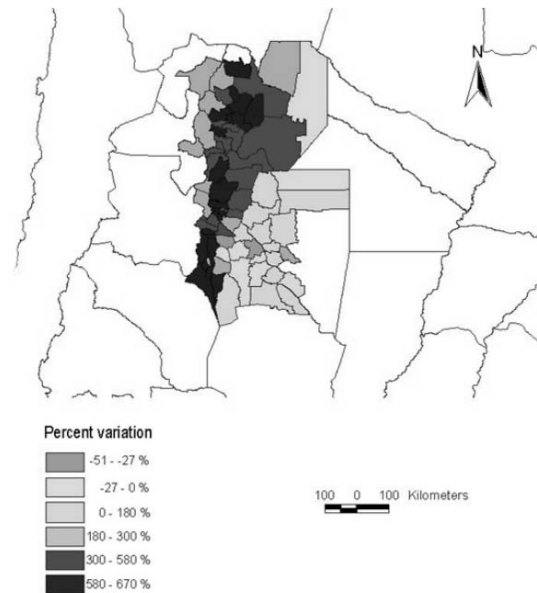 N
Percent variation
-51 - -27 %
-27 - 0 %
0 - 180 %
180 - 300 %
300 - 580 %
580 - 670 %
100 0 100 Kilometers